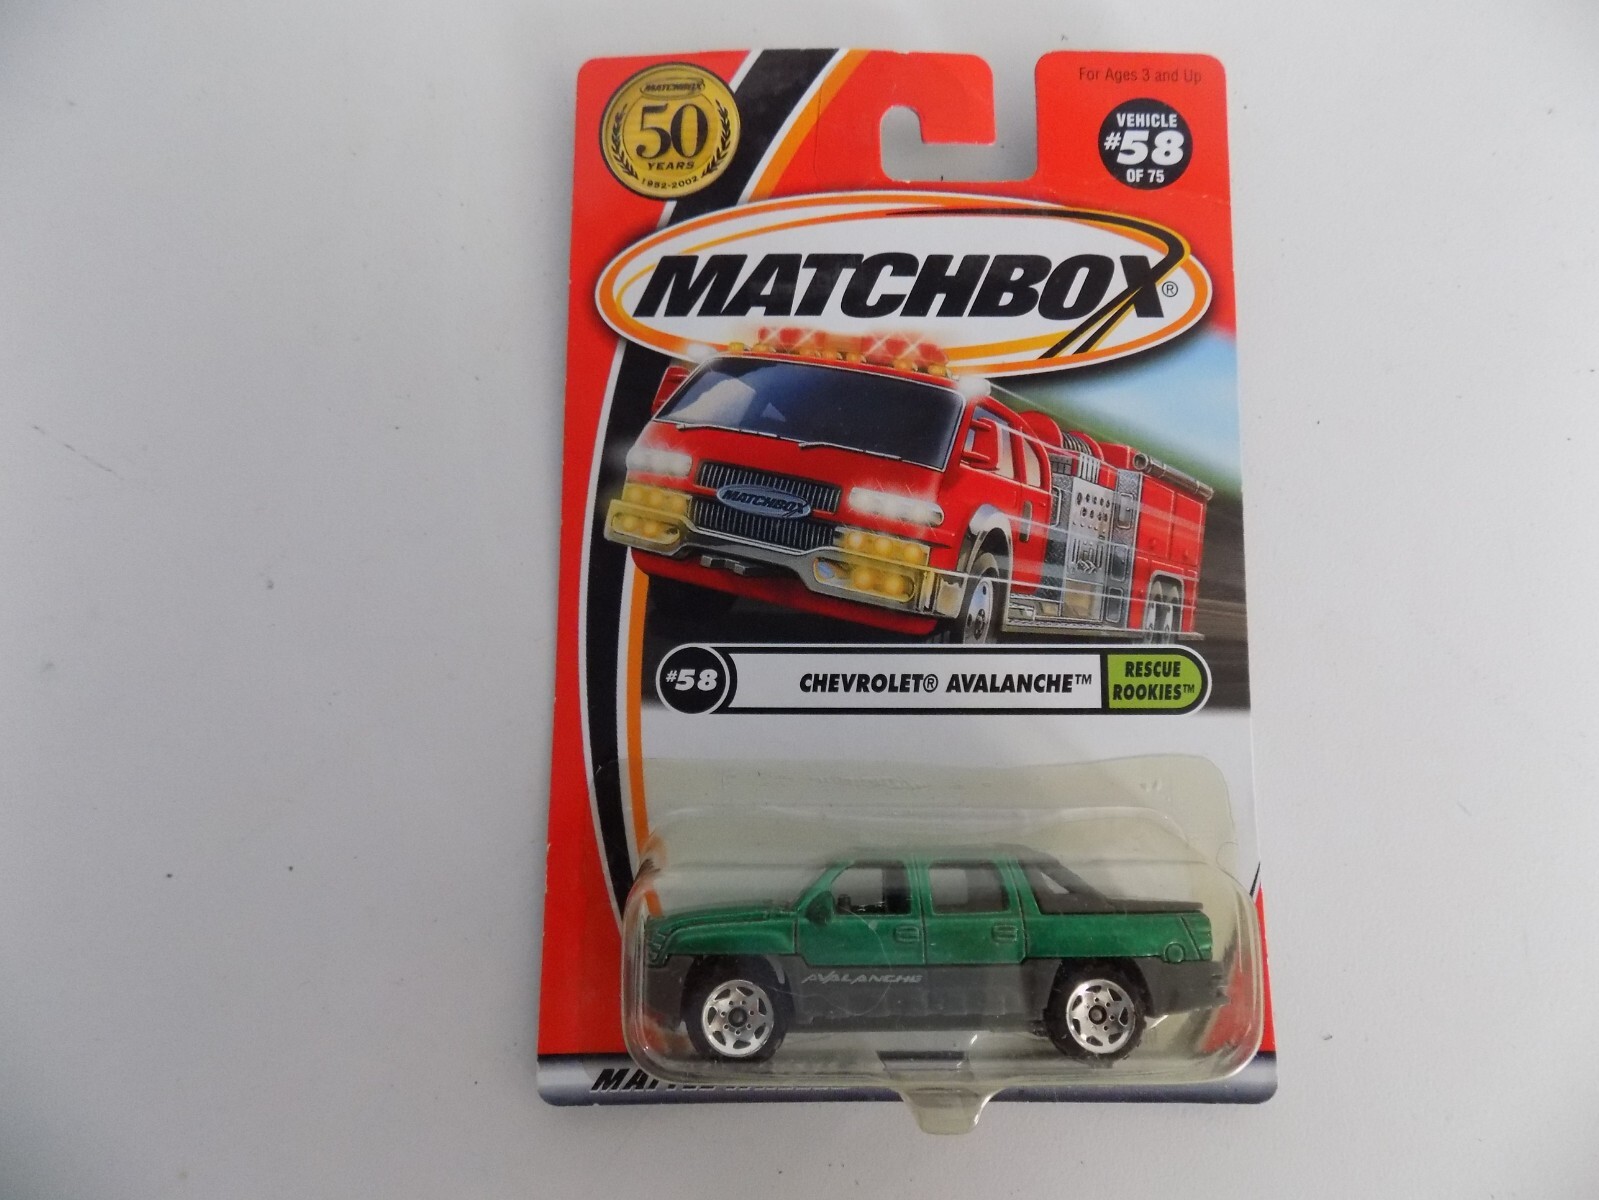 MATCHBOX
50
YEARS
1952-2002
For Ages 3 and Up
VEHICLE
#58
OF 75
MATCHBOX®
MATCHBOX
#58
CHEVROLET® AVALANCHE™
RESCUE
ROOKIES™
AVALANCHE